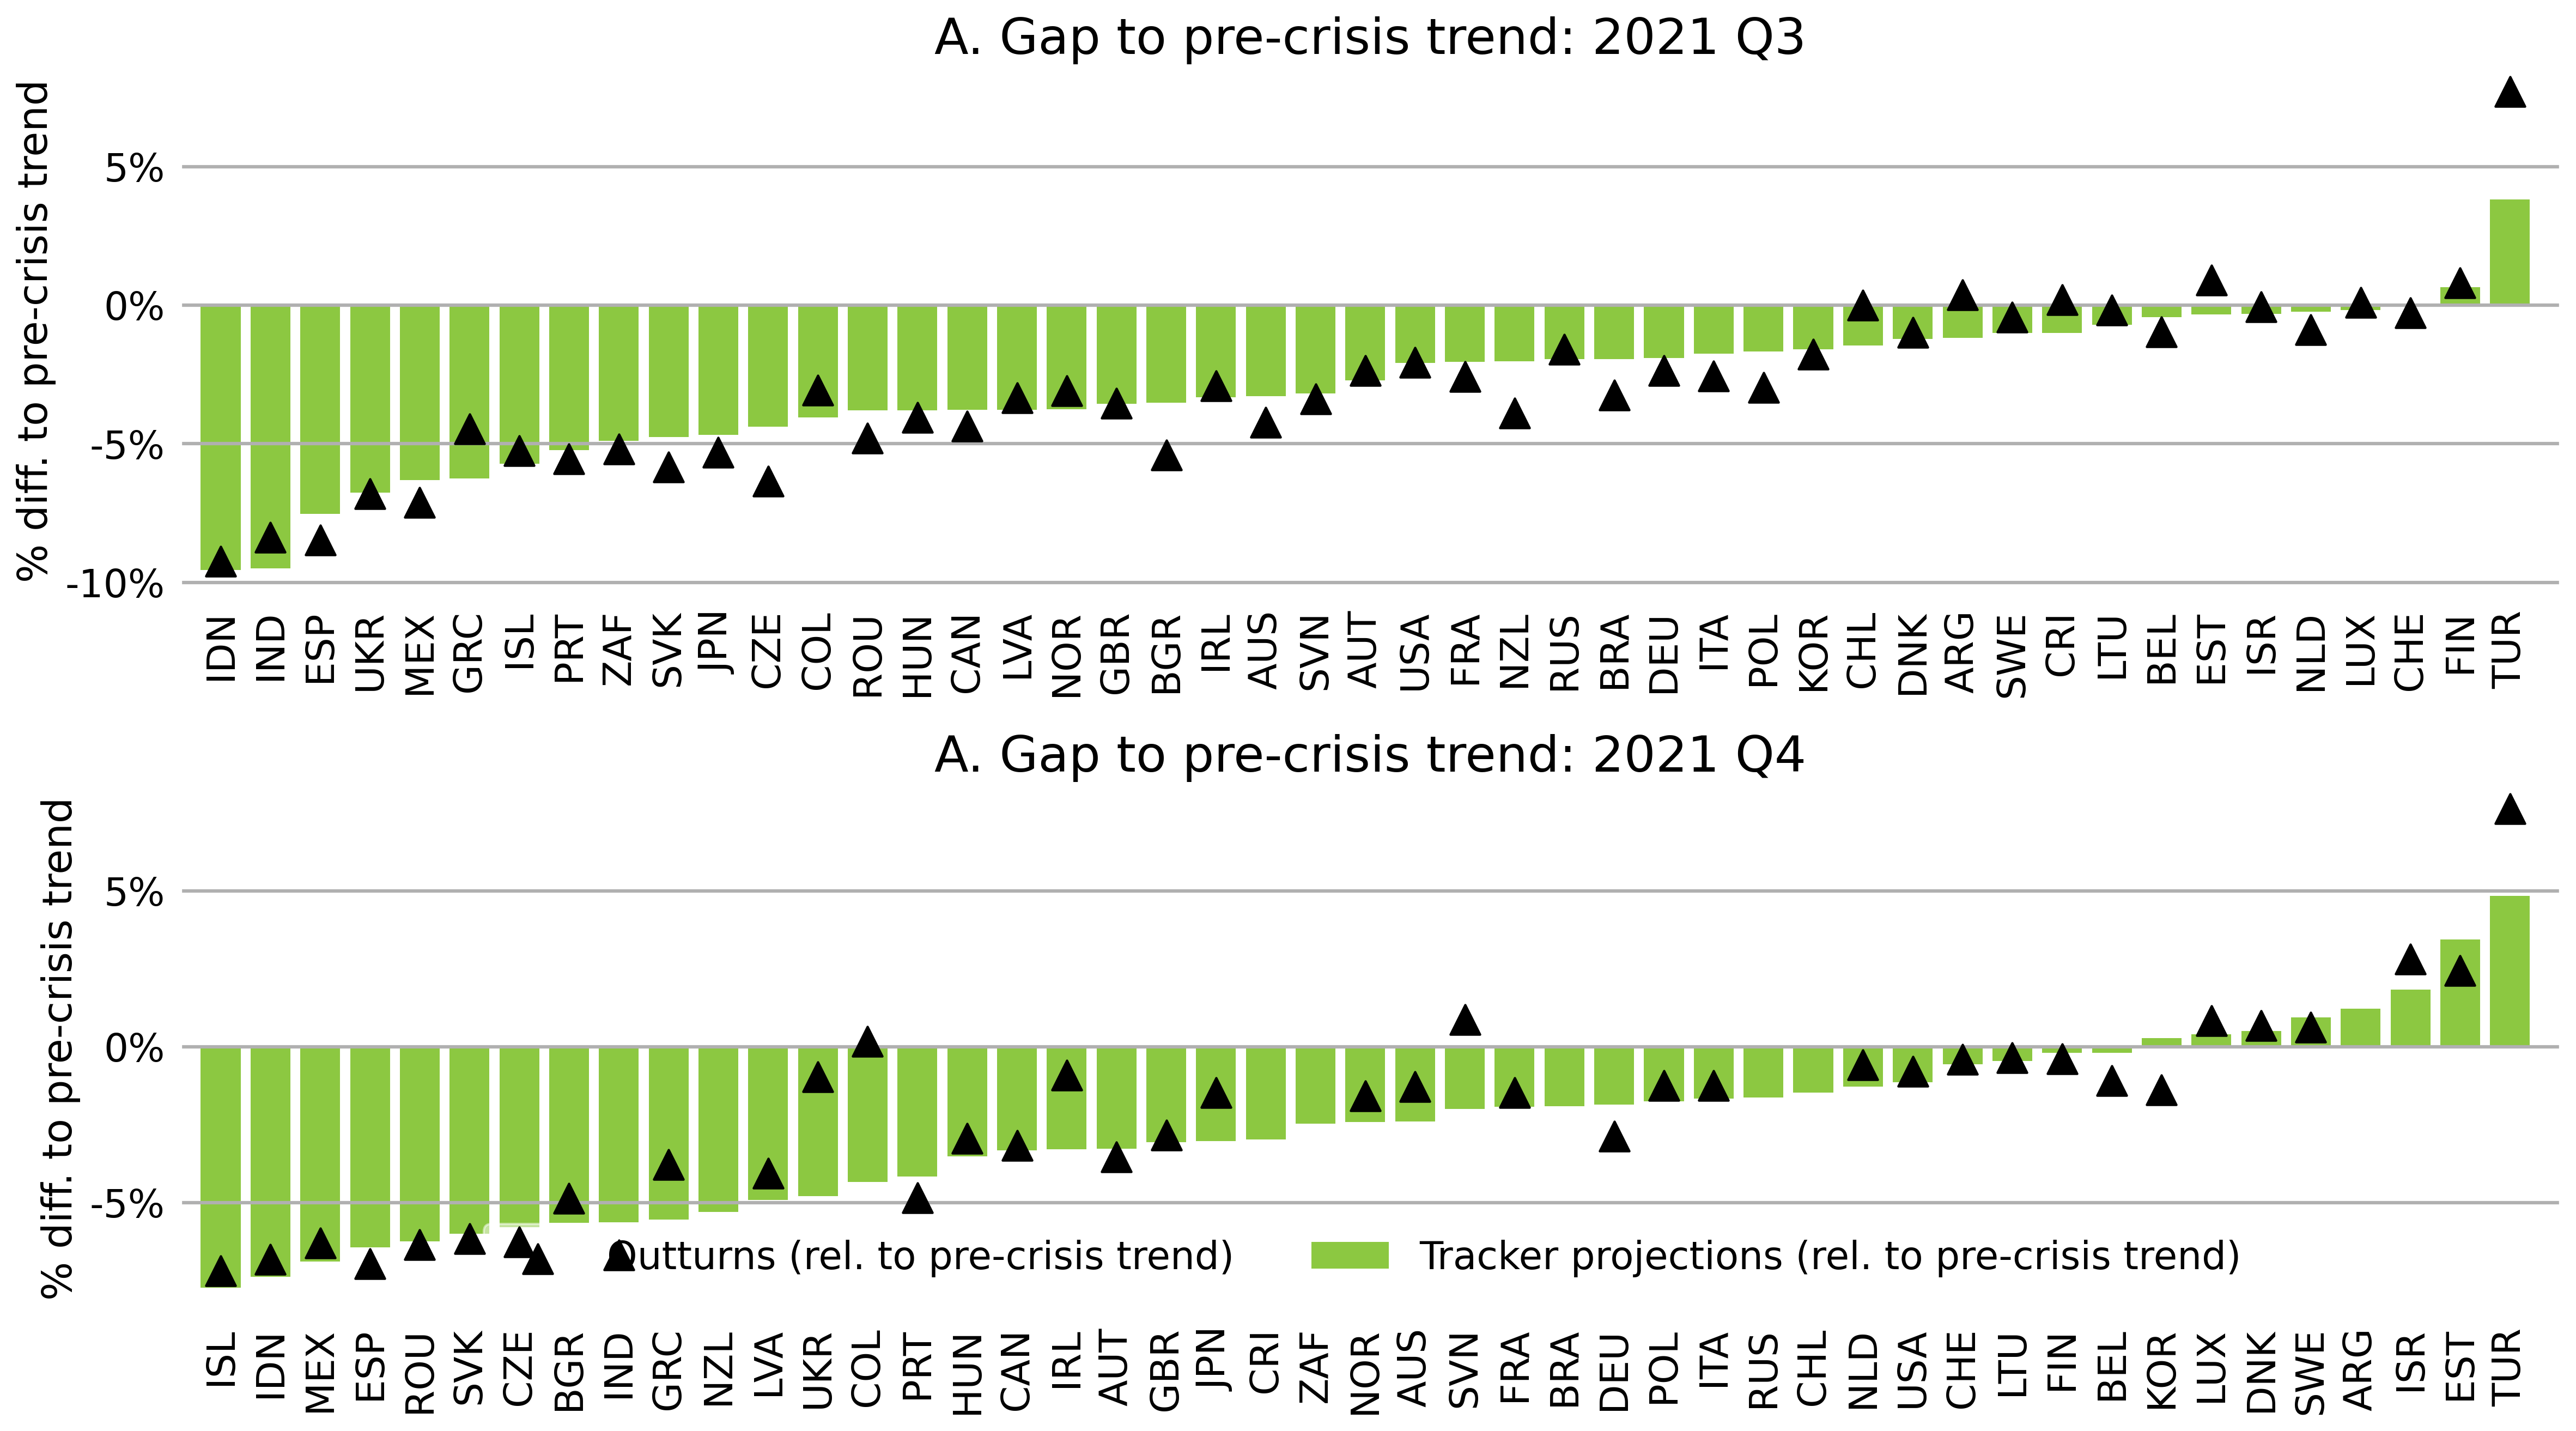 A. Gap to pre-crisis trend: 2021 Q3
% diff. to pre-crisis trend
5%
0%
-5%
-10%
IDN IND ESP UKR MEX GRC ISL PRT ZAF SVK JPN CZE COL ROU HUN CAN LVA NOR GBR BGR IRL AUS SVN AUT USA FRA NZL RUS BRA DEU ITA POL KOR CHL DNK ARG SWE CRI LTU BEL EST ISR NLD LUX CHE FIN TUR
A. Gap to pre-crisis trend: 2021 Q4
% diff. to pre-crisis trend
5%
0%
-5%
Outturns (rel. to pre-crisis trend) Tracker projections (rel. to pre-crisis trend)
ISL IDN MEX ESP ROU SVK CZE BGR IND GRC NZL LVA UKR COL PRT HUN CAN IRL AUT GBR JPN CRI ZAF NOR AUS SVN FRA BRA DEU POL ITA RUS CHL NLD USA CHE LTU FIN BEL KOR LUX DNK SWE ARG ISR EST TUR